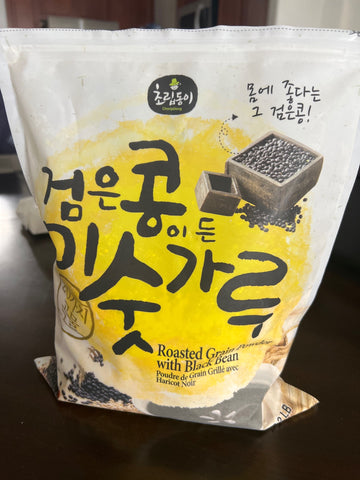 초립동이
Choripdong
몸에 좋다는
그 검은콩!
검은콩이 든
미숫가루
Roasted Grain Powder
with Black Bean
Poudre de Grain Grillé avec
Haricot Noir